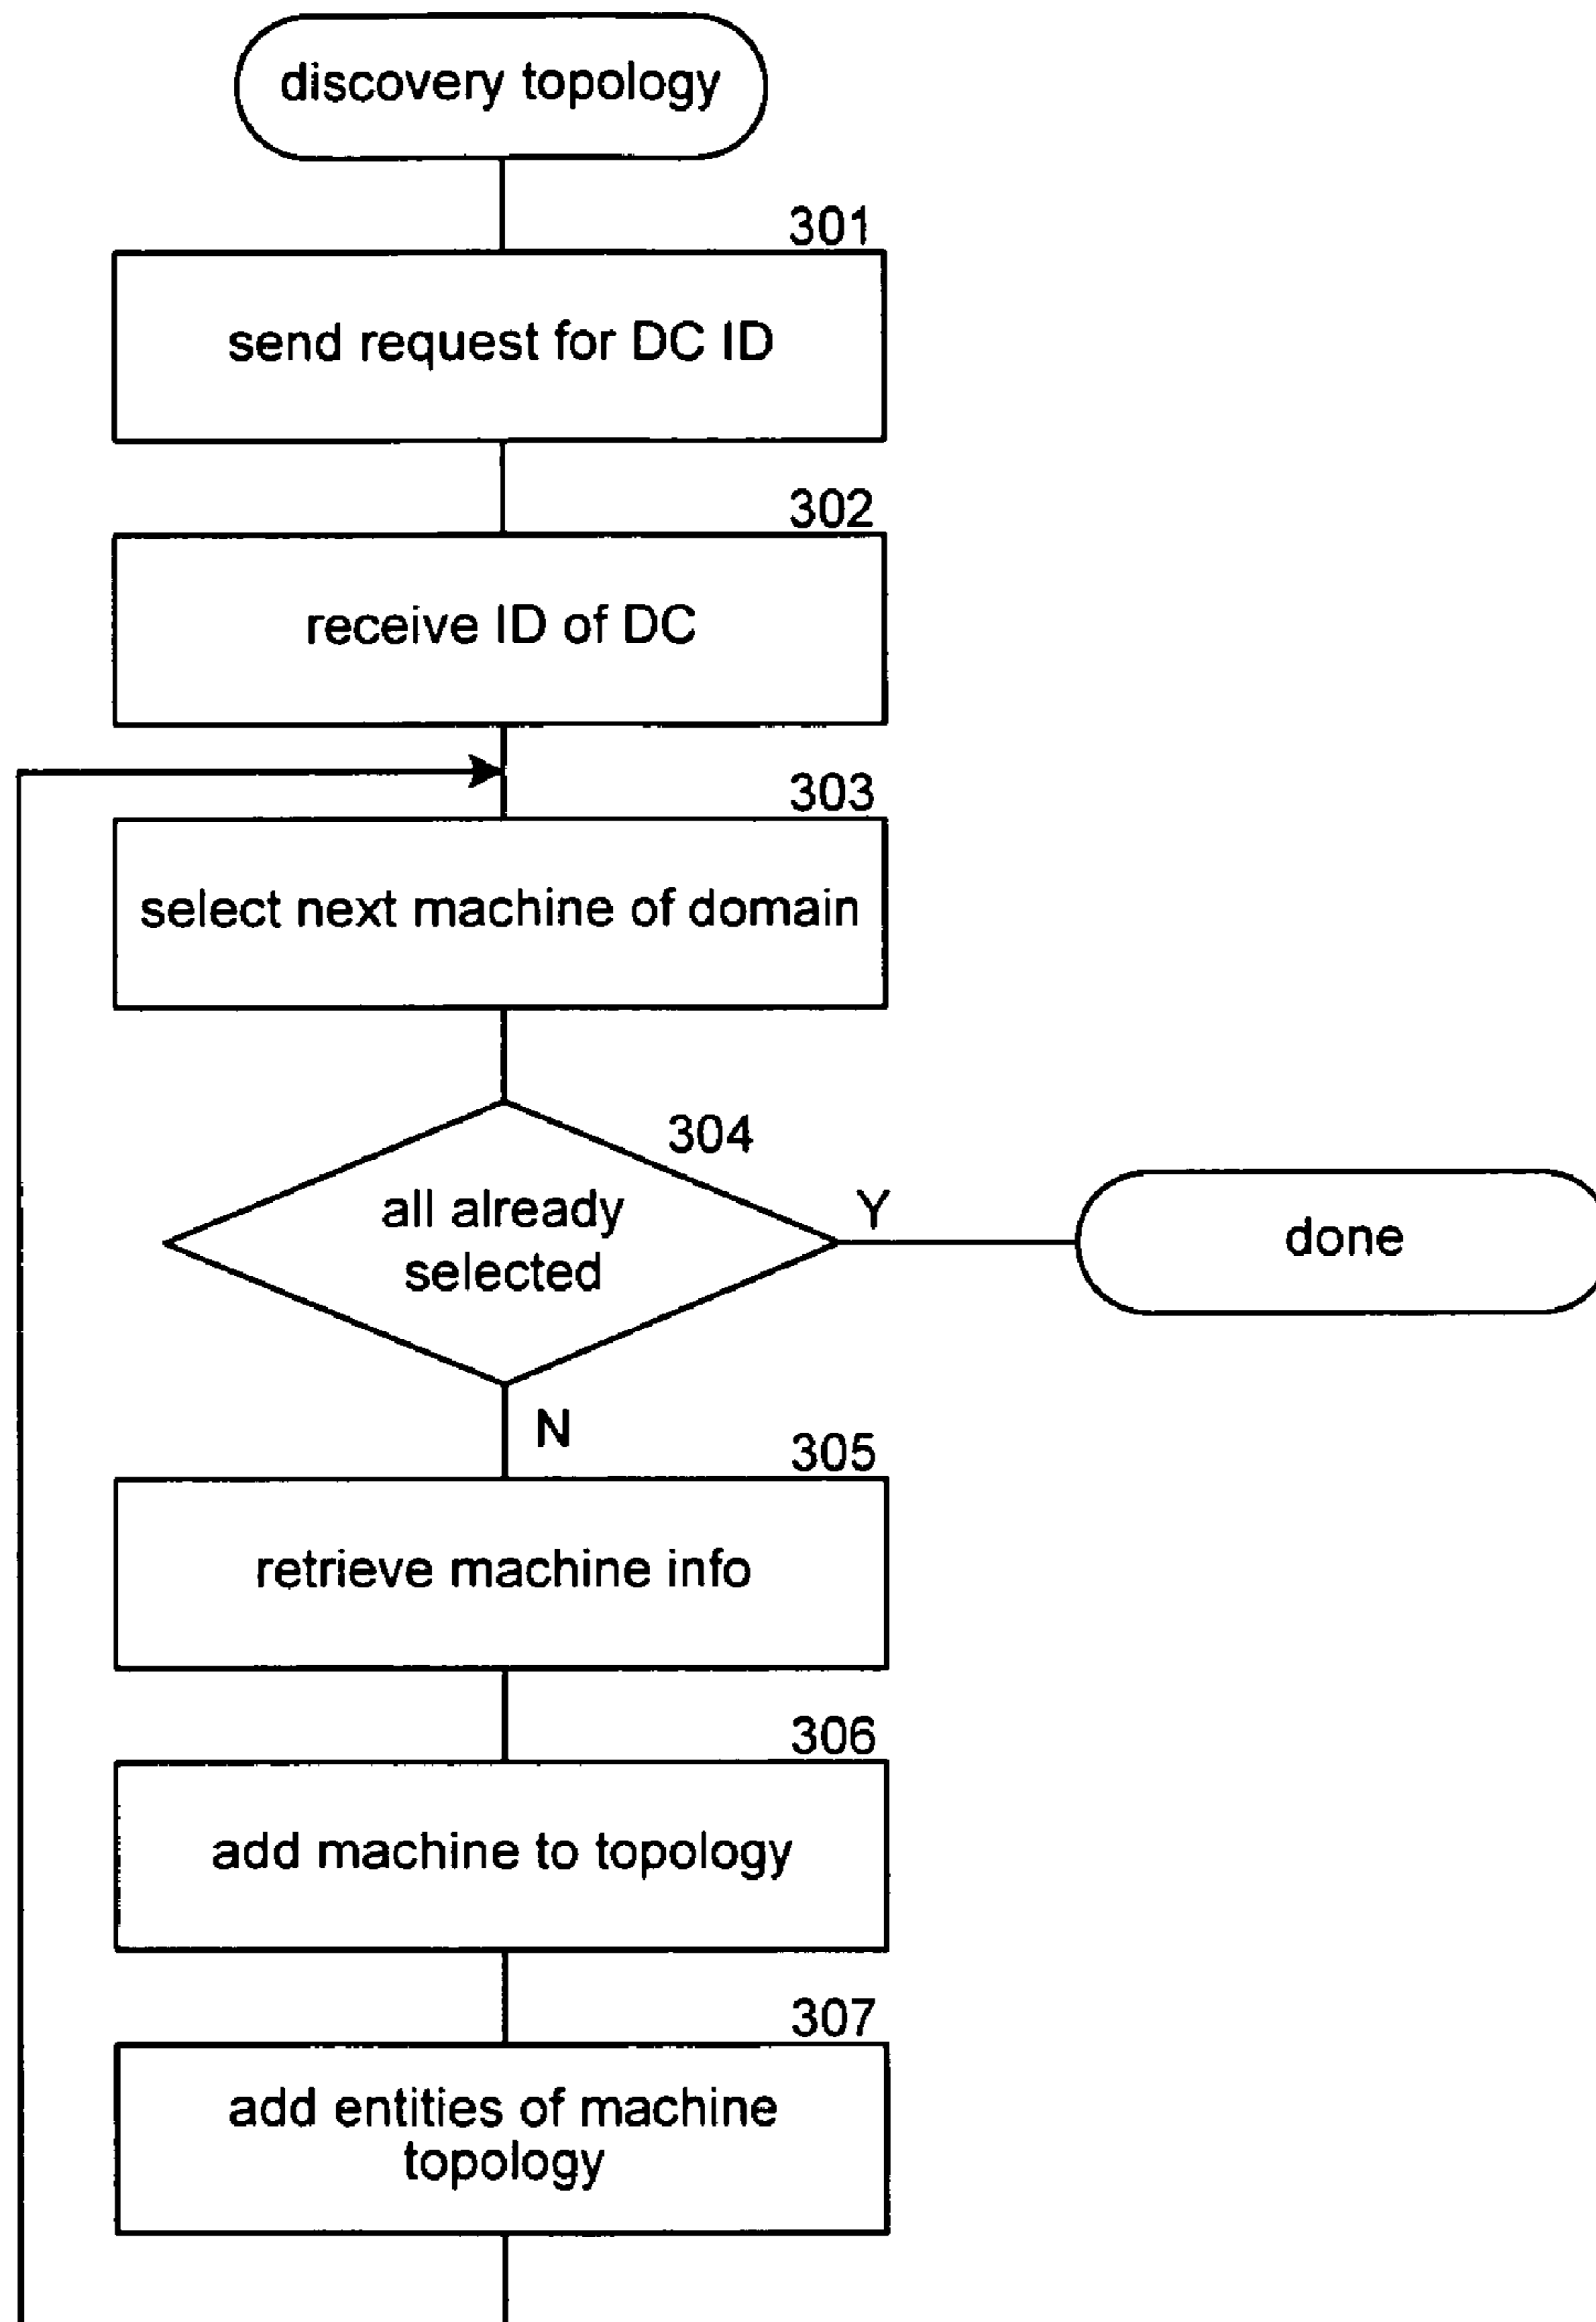 discovery topology
301
send request for DC ID
302
receive ID of DC
303
select next machine of domain
304
all already
selected
Y
done
N
305
retrieve machine info
306
add machine to topology
307
add entities of machine
topology